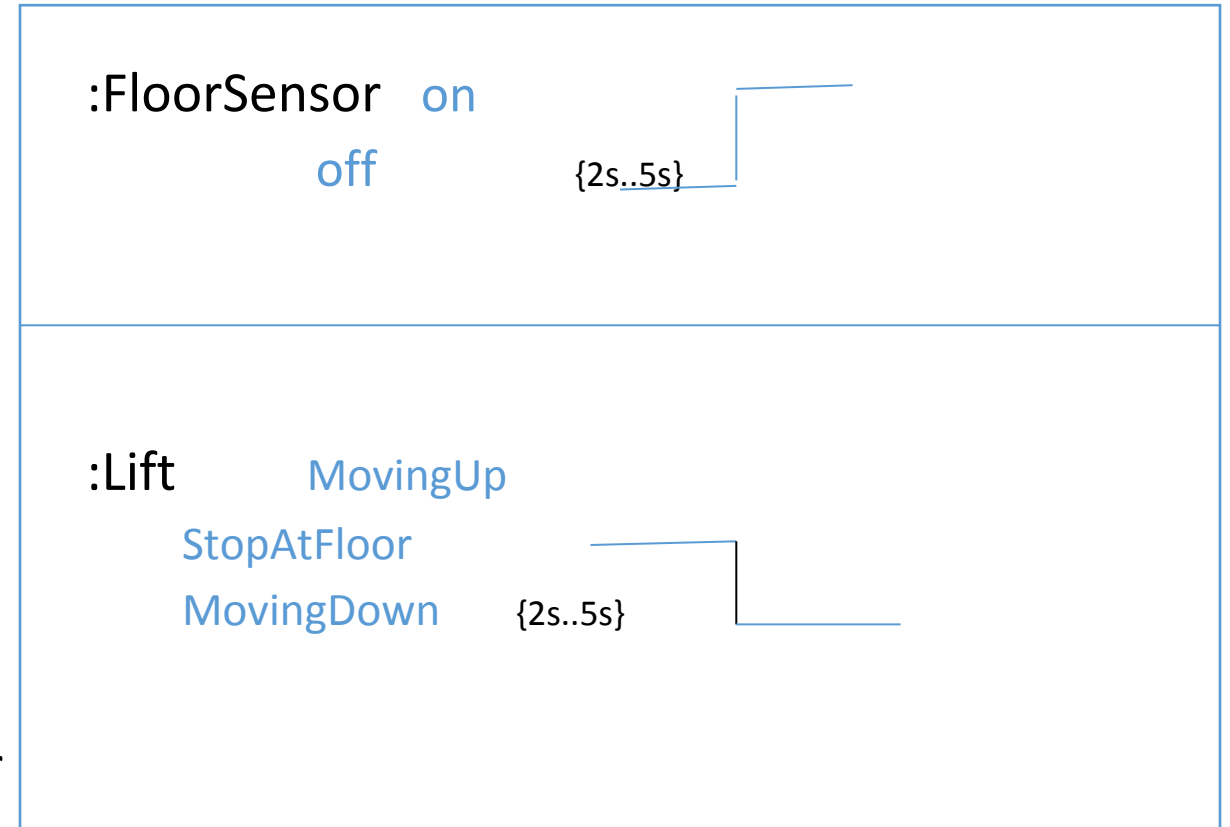 :FloorSensor on
off {2s..5s}
:Lift MovingUp
StopAtFloor
MovingDown {2s..5s}